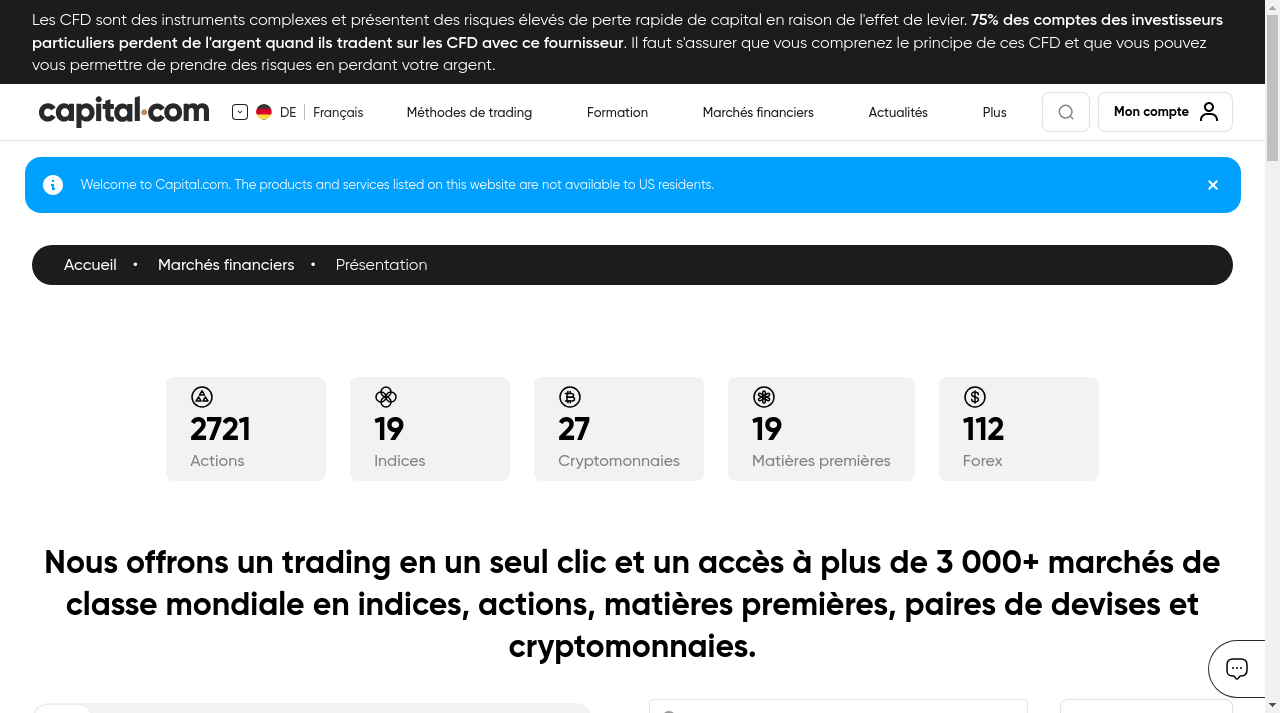 Les CFD sont des instruments complexes et présentent des risques élevés de perte rapide de capital en raison de l'effet de levier. 75% des comptes des investisseurs
particuliers perdent de l'argent quand ils tradent sur les CFD avec ce fournisseur. Il faut s'assurer que vous comprenez le principe de ces CFD et que vous pouvez
vous permettre de prendre des risques en perdant votre argent.
capital.com DE Français Méthodes de trading Formation Marchés financiers Actualités Plus Mon compte
Welcome to Capital.com. The products and services listed on this website are not available to US residents.
Accueil • Marchés financiers • Présentation
2721 19 27 19 112
Actions Indices Cryptomonnaies Matières premières Forex
Nous offrons un trading en un seul clic et un accès à plus de 3 000+ marchés de
classe mondiale en indices, actions, matières premières, paires de devises et
cryptomonnaies.